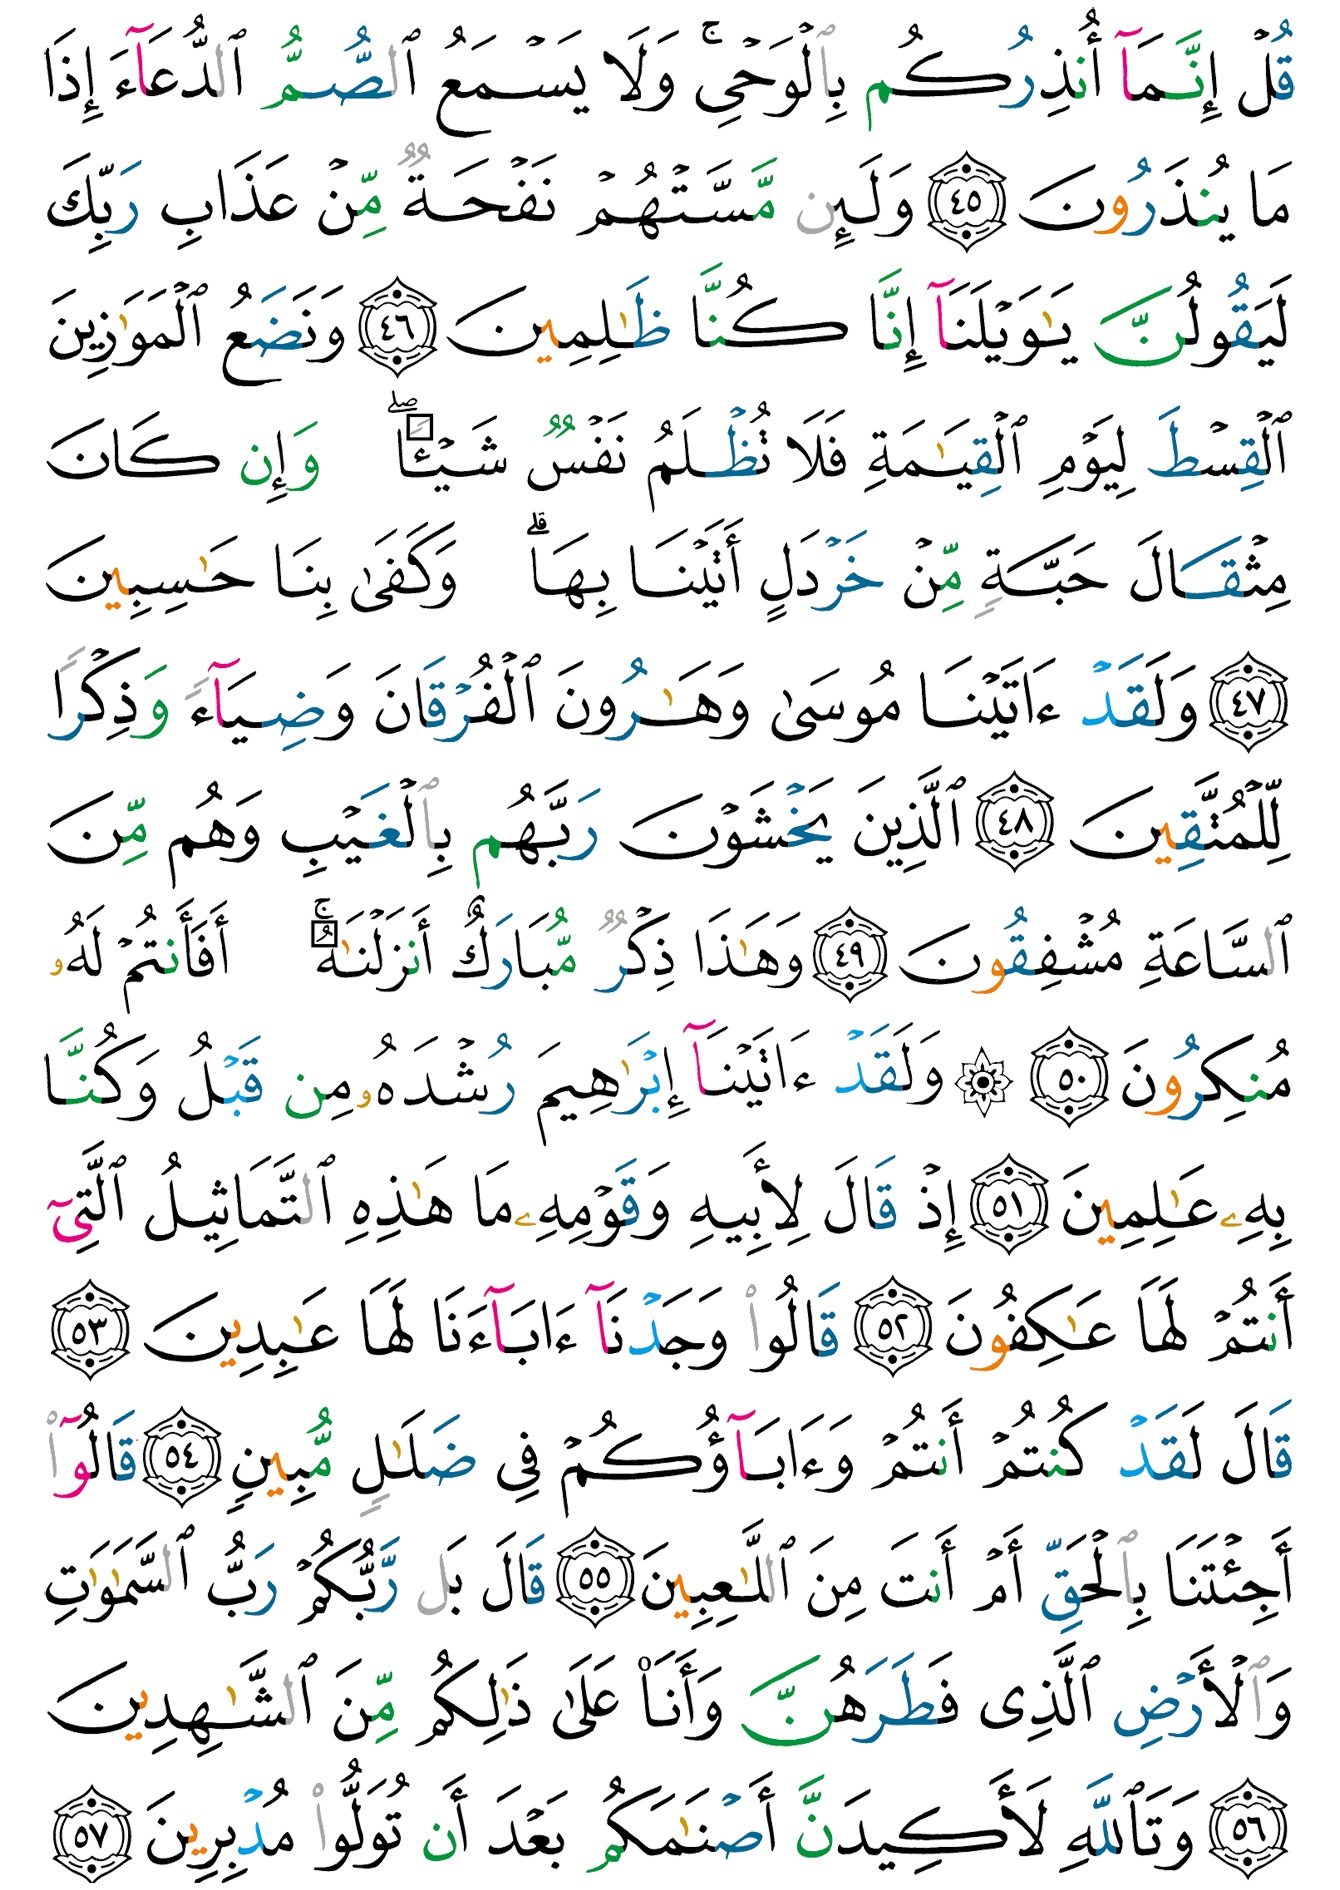 قُلۡ إِنَّمَآ أُنذِرُكُم بِٱلۡوَحۡيِۚ وَلَا يَسۡمَعُ ٱلصُّمُّ ٱلدُّعَآءَ إِذَا
مَا يُنذَرُونَ ٤٥ وَلَئِن مَّسَّتۡهُمۡ نَفۡحَةٞ مِّنۡ عَذَابِ رَبِّكَ
لَيَقُولُنَّ يَٰوَيۡلَنَآ إِنَّا كُنَّا ظَٰلِمِينَ ٤٦ وَنَضَعُ ٱلۡمَوَٰزِينَ
ٱلۡقِسۡطَ لِيَوۡمِ ٱلۡقِيَٰمَةِ فَلَا تُظۡلَمُ نَفۡسٞ شَيۡـٔٗاۖ وَإِن كَانَ
مِثۡقَالَ حَبَّةٖ مِّنۡ خَرۡدَلٍ أَتَيۡنَا بِهَاۗ وَكَفَىٰ بِنَا حَٰسِبِينَ
٤٧ وَلَقَدۡ ءَاتَيۡنَا مُوسَىٰ وَهَٰرُونَ ٱلۡفُرۡقَانَ وَضِيَآءٗ وَذِكۡرٗا
لِّلۡمُتَّقِينَ ٤٨ ٱلَّذِينَ يَخۡشَوۡنَ رَبَّهُم بِٱلۡغَيۡبِ وَهُم مِّنَ
ٱلسَّاعَةِ مُشۡفِقُونَ ٤٩ وَهَٰذَا ذِكۡرٞ مُّبَارَكٌ أَنزَلۡنَٰهُۚ أَفَأَنتُمۡ لَهُۥ
مُنكِرُونَ ٥٠ ۞ وَلَقَدۡ ءَاتَيۡنَآ إِبۡرَٰهِيمَ رُشۡدَهُۥ مِن قَبۡلُ وَكُنَّا
بِهِۦ عَٰلِمِينَ ٥١ إِذۡ قَالَ لِأَبِيهِ وَقَوۡمِهِۦ مَا هَٰذِهِ ٱلتَّمَاثِيلُ ٱلَّتِيٓ
أَنتُمۡ لَهَا عَٰكِفُونَ ٥٢ قَالُواْ وَجَدۡنَآ ءَابَآءَنَا لَهَا عَٰبِدِينَ ٥٣
قَالَ لَقَدۡ كُنتُمۡ أَنتُمۡ وَءَابَآؤُكُمۡ فِي ضَلَٰلٖ مُّبِينٖ ٥٤ قَالُوٓاْ
أَجِئۡتَنَا بِٱلۡحَقِّ أَمۡ أَنتَ مِنَ ٱللَّٰعِبِينَ ٥٥ قَالَ بَل رَّبُّكُمۡ رَبُّ ٱلسَّمَٰوَٰتِ
وَٱلۡأَرۡضِ ٱلَّذِي فَطَرَهُنَّ وَأَنَا۠ عَلَىٰ ذَٰلِكُم مِّنَ ٱلشَّٰهِدِينَ
٥٦ وَتَٱللَّهِ لَأَكِيدَنَّ أَصۡنَٰمَكُم بَعۡدَ أَن تُوَلُّواْ مُدۡبِرِينَ ٥٧